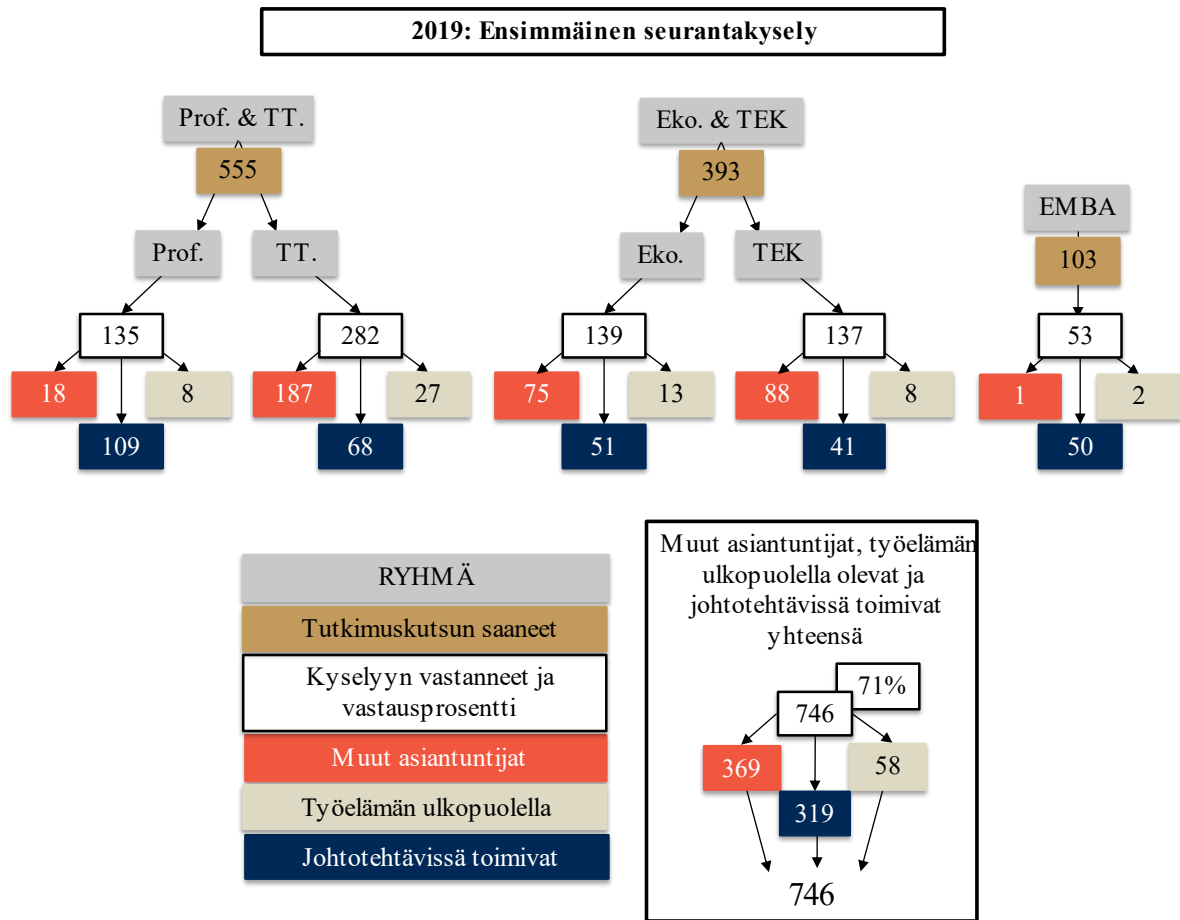 2019: Ensimmäinen seurantakysely
Prof. & TT.
555
Prof.
TT.
135
282
18
8
187
27
109
68
Eko. & TEK
393
Eko.
TEK
139
137
75
13
88
8
51
41
EMBA
103
53
1
2
50
RYHMÄ
Tutkimuskutsun saaneet
Kyselyyn vastanneet ja
vastausprosentti
Muut asiantuntijat
Työelämän ulkopuolella
Johtotehtävissä toimivat
Muut asiantuntijat, työelämän
ulkopuolella olevat ja
johtotehtävissä toimivat
yhteensä
71%
746
369
58
319
746